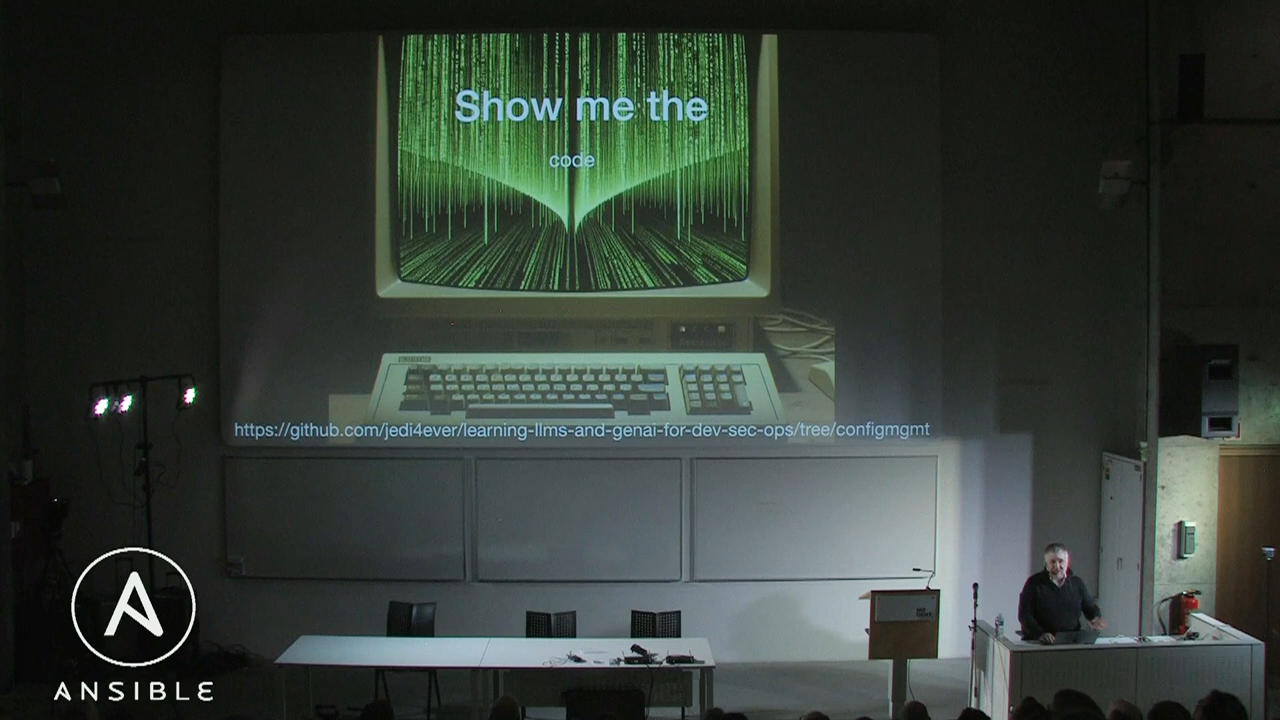 Show me the
code
https://github.com/jedi4ever/learning-llms-and-genai-for-dev-sec-ops/tree/configmgmt
ANSIBLE